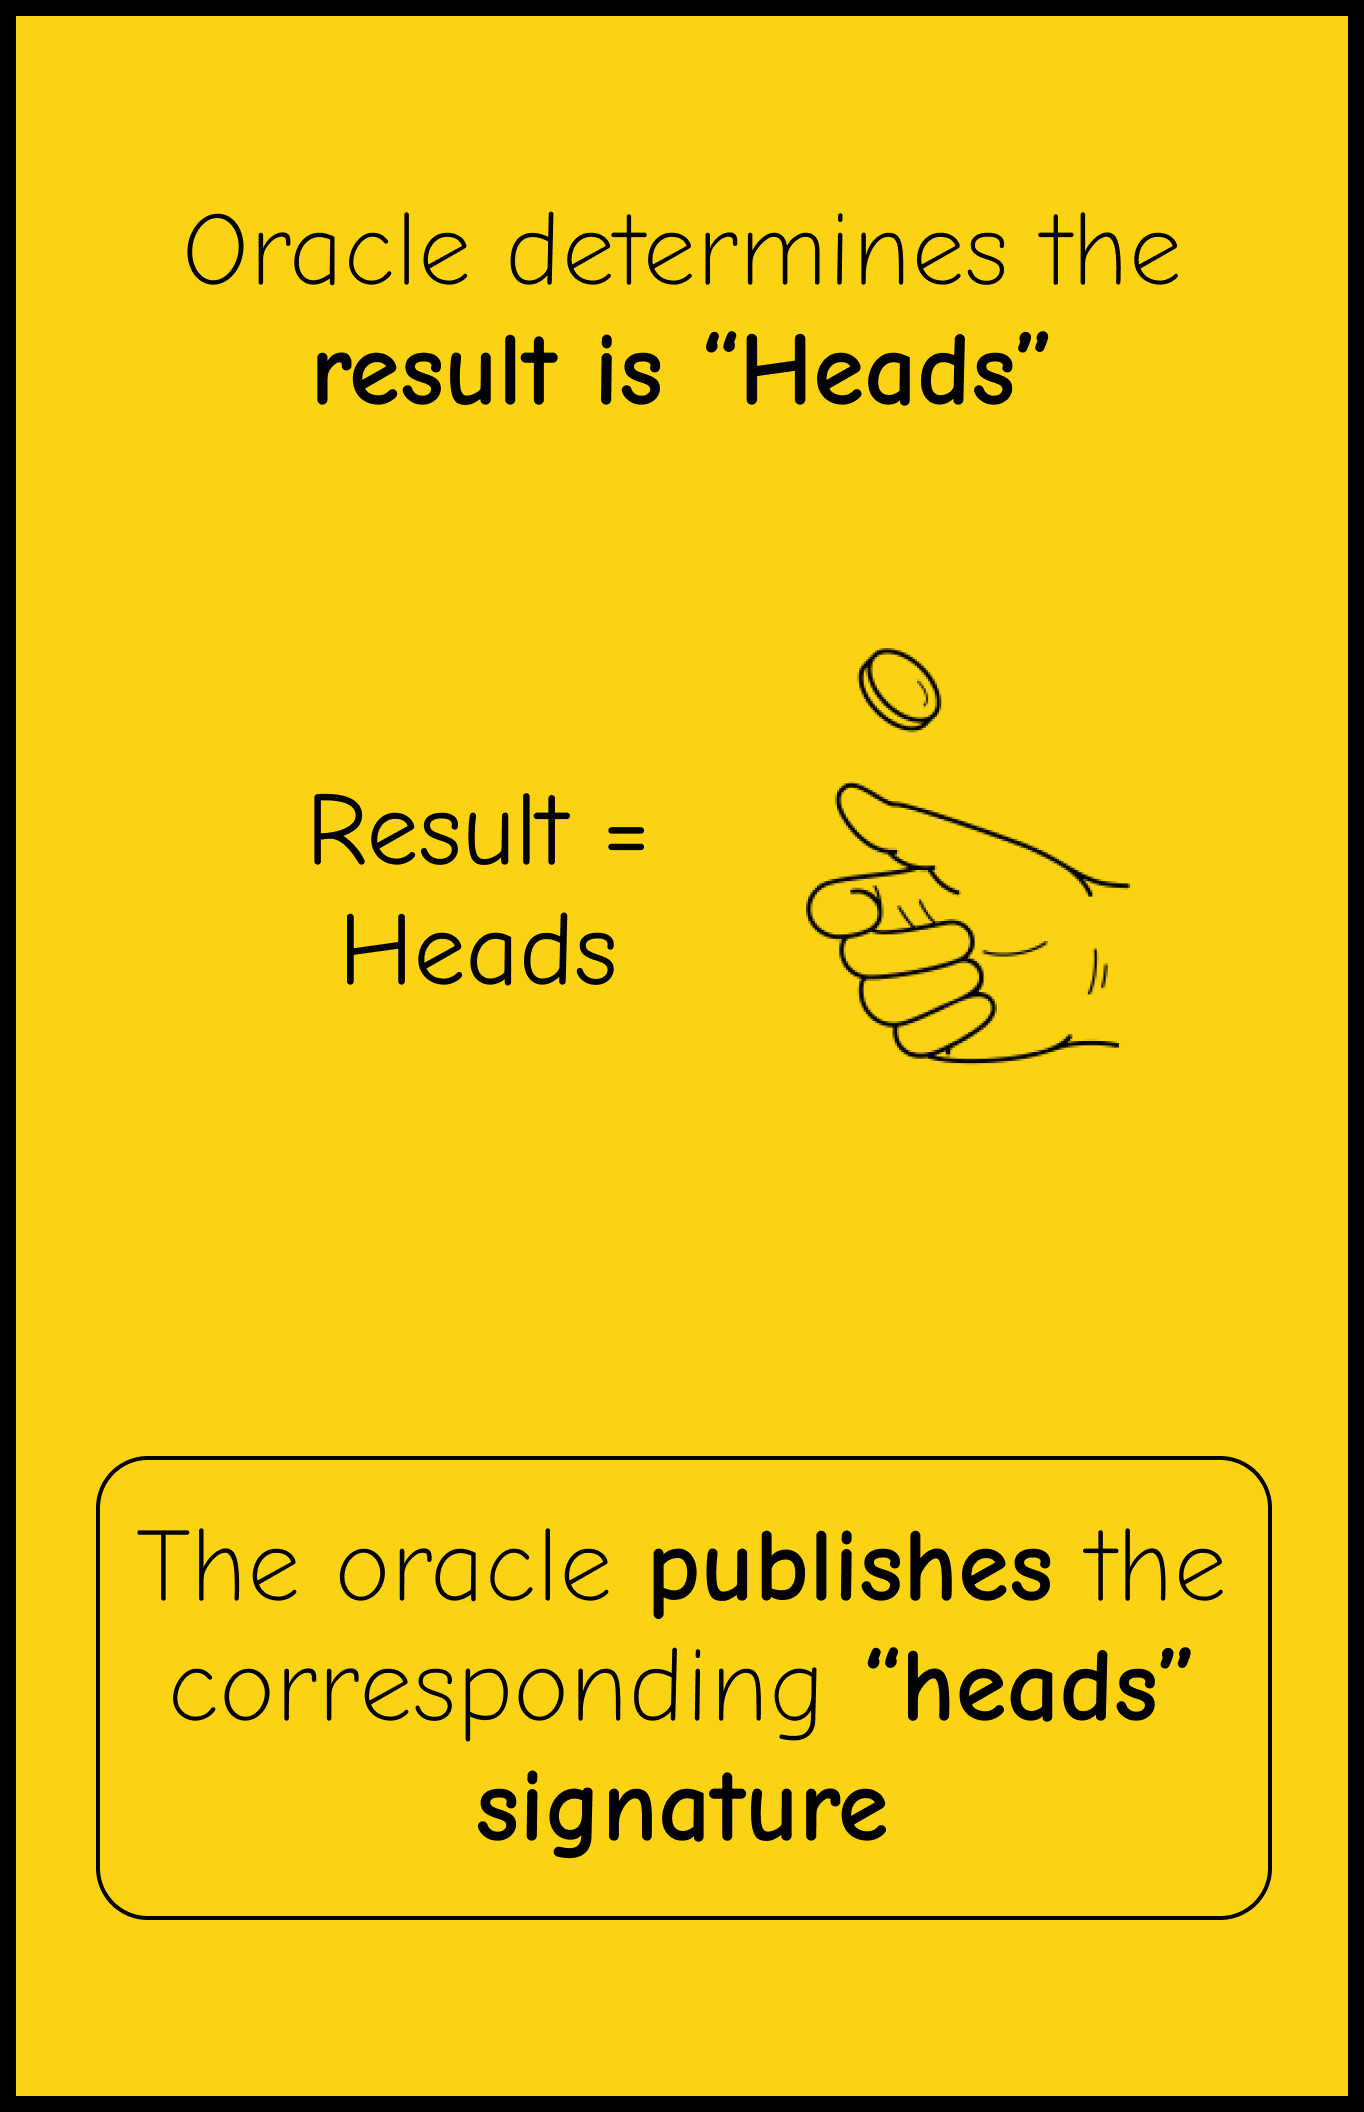 Oracle determines the
result is “Heads”
Result =
Heads
The oracle publishes the
corresponding “heads”
signature